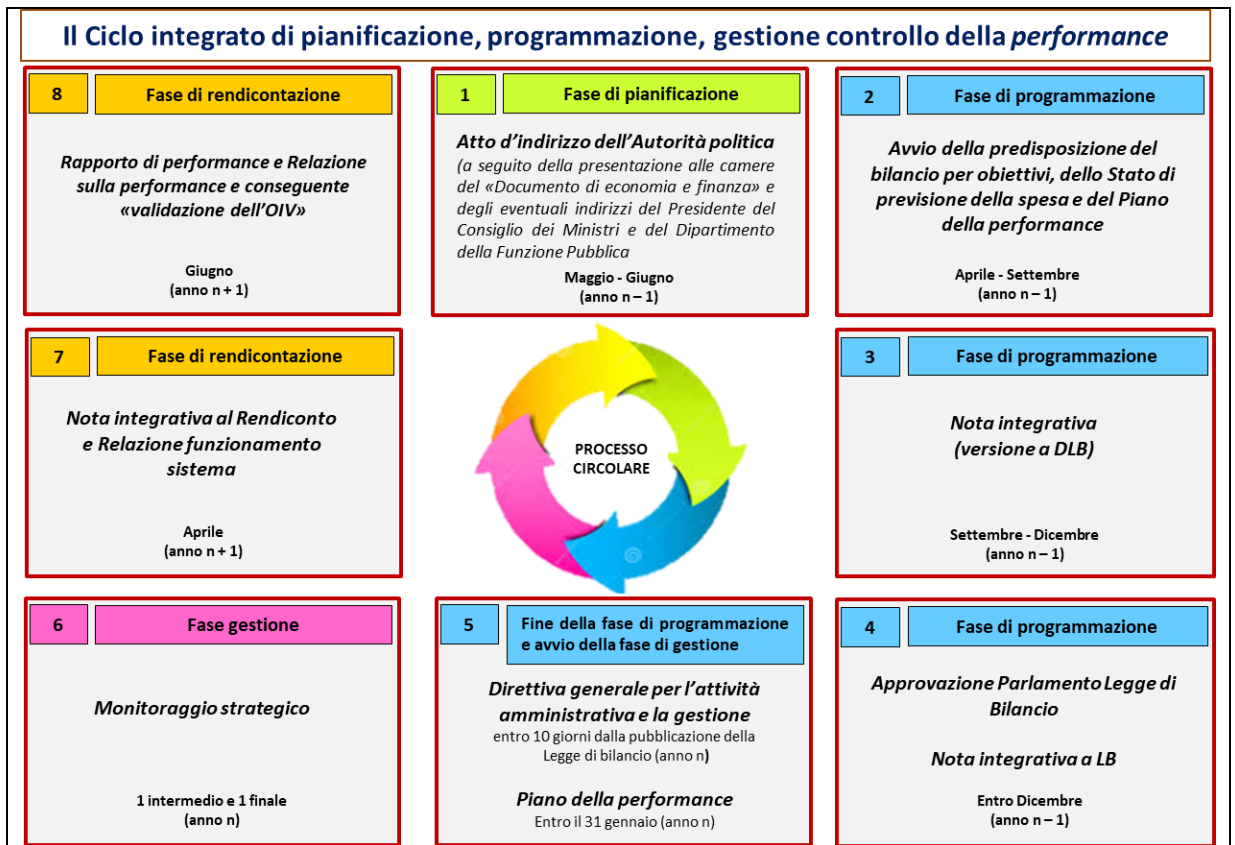 Il Ciclo integrato di pianificazione, programmazione, gestione controllo della performance
8
Fase di rendicontazione
Rapporto di performance e Relazione
sulla performance e conseguente
«validazione dell’OIV»
Giugno
(anno n + 1)
1
Fase di pianificazione
Atto d’indirizzo dell’Autorità politica
(a seguito della presentazione alle camere
del «Documento di economia e finanza» e
degli eventuali indirizzi del Presidente del
Consiglio dei Ministri e del Dipartimento
della Funzione Pubblica
Maggio - Giugno
(anno n – 1)
2
Fase di programmazione
Avvio della predisposizione del
bilancio per obiettivi, dello Stato di
previsione della spesa e del Piano
della performance
Aprile - Settembre
(anno n – 1)
7
Fase di rendicontazione
Nota integrativa al Rendiconto
e Relazione funzionamento
sistema
Aprile
(anno n + 1)
PROCESSO
CIRCOLARE
3
Fase di programmazione
Nota integrativa
(versione a DLB)
Settembre - Dicembre
(anno n – 1)
6
Fase gestione
Monitoraggio strategico
1 intermedio e 1 finale
(anno n)
5
Fine della fase di programmazione
e avvio della fase di gestione
Direttiva generale per l’attività
amministrativa e la gestione
entro 10 giorni dalla pubblicazione della
Legge di bilancio (anno n)
Piano della performance
Entro il 31 gennaio (anno n)
4
Fase di programmazione
Approvazione Parlamento Legge di
Bilancio
Nota integrativa a LB
Entro Dicembre
(anno n – 1)